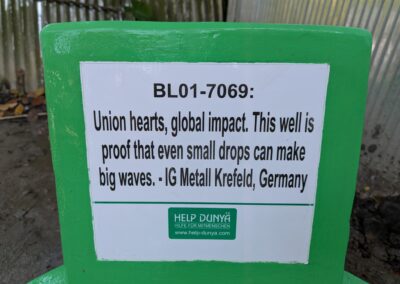 BL01-7069:
Union hearts, global impact. This well is
proof that even small drops can make
big waves. - IG Metall Krefeld, Germany
HELP DUNYA
HILFE FÜR MITMENSCHEN
www.help-dunya.com